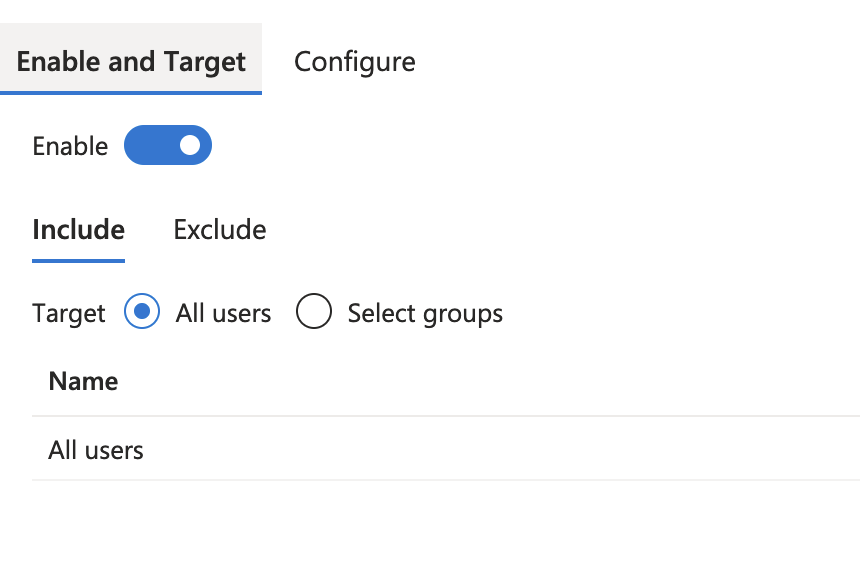 Enable and Target Configure
Enable
Include Exclude
Target All users Select groups
Name
All users